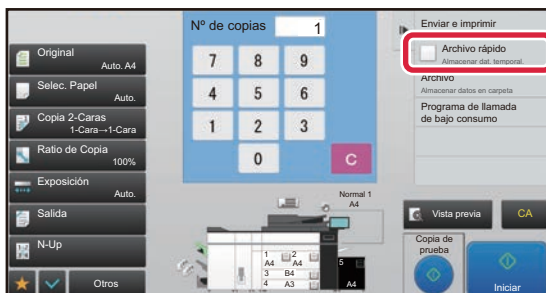 Original
Auto. A4
Selec. Papel
Auto.
Copia 2-Caras
1-Cara→1-Cara
Ratio de Copia
100%
Exposición
Auto.
Salida
N-Up
Otros
Nº de copias
1
7 8 9
4 5 6
1 2 3
0 C
Normal 1
A4
1 A4 2 A4
3 B4
4 A3
5
A4
Enviar e imprimir
Archivo rápido
Almacenar dat. temporal.
Archivo
Almacenar datos en carpeta
Programa de llamada
de bajo consumo
Vista previa
CA
Copia de
prueba
Iniciar